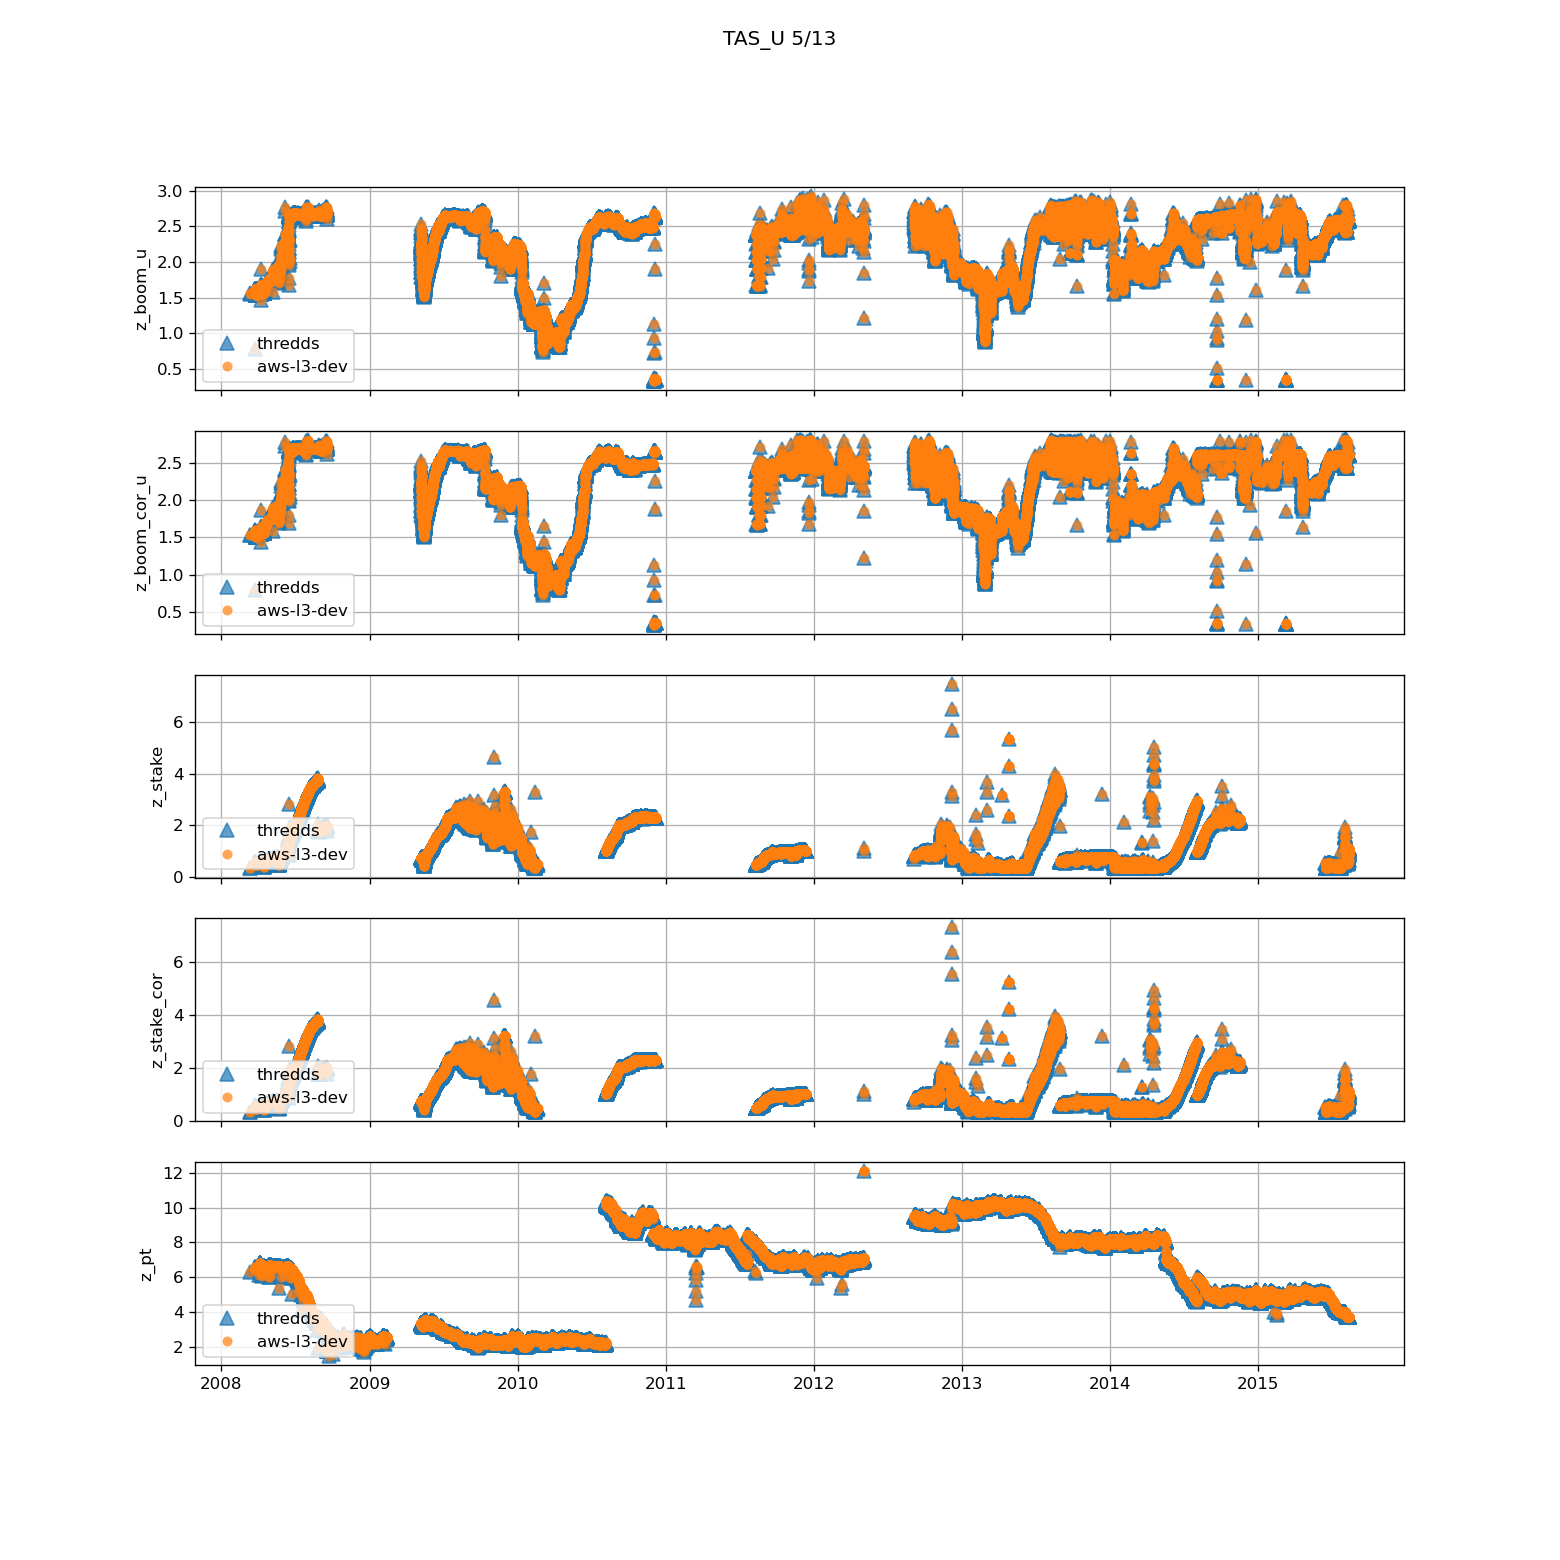 TAS_U 5/13
3.0
2.5
2.0
1.5
1.0
0.5
z_boom_u
thredds
aws-l3-dev
2.5
2.0
1.5
1.0
0.5
z_boom_cor_u
thredds
aws-l3-dev
6
4
2
0
z_stake
thredds
aws-l3-dev
6
4
2
0
z_stake_cor
thredds
aws-l3-dev
12
10
8
6
4
2
z_pt
thredds
aws-l3-dev
2008 2009 2010 2011 2012 2013 2014 2015